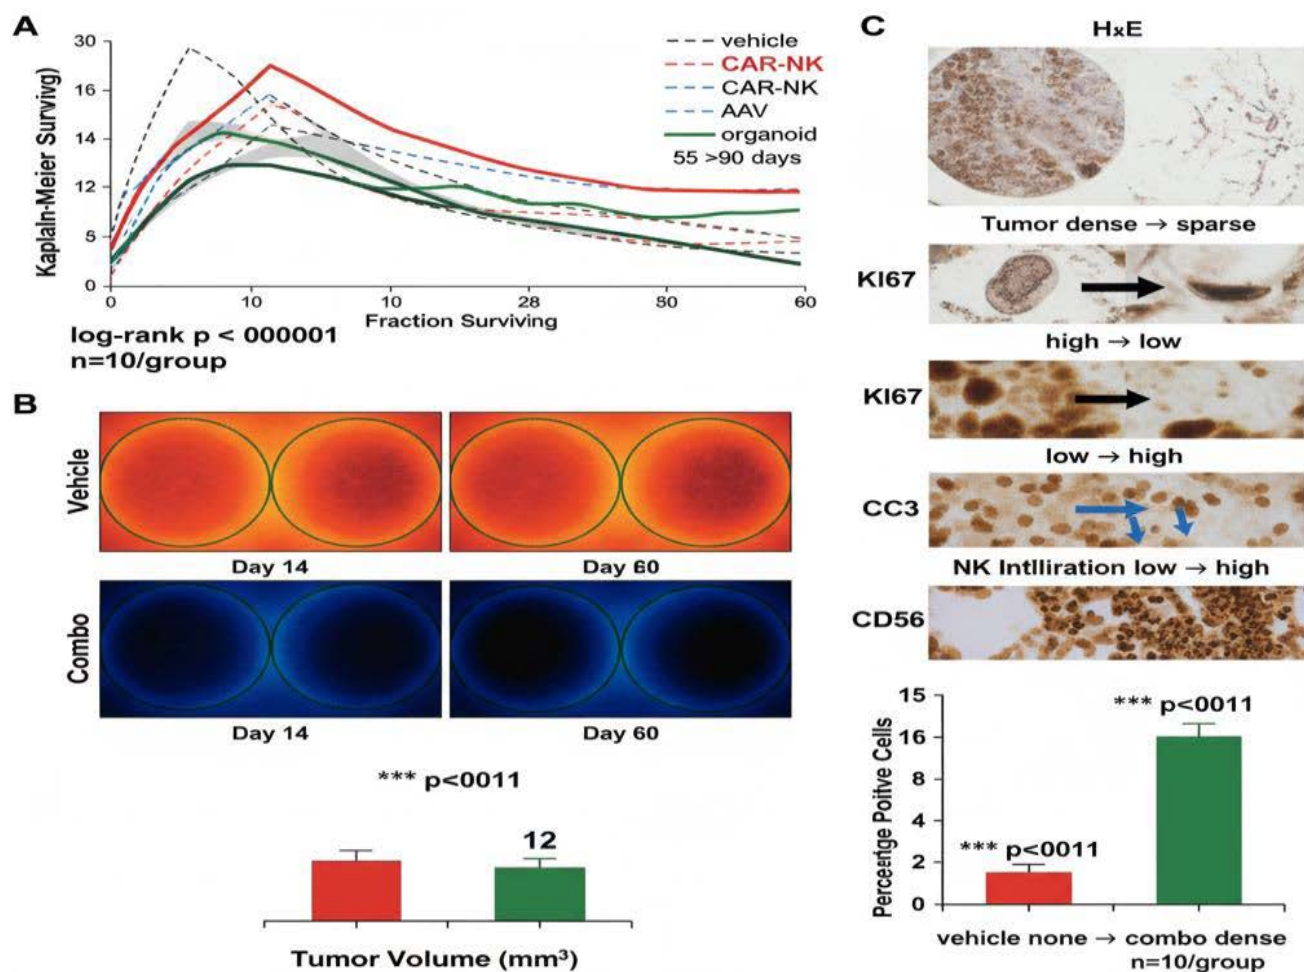 A
Kaplain-Meier Survivg)
30
16
14
12
5
0
0
10
10
28
50
60
Fraction Surviving
vehicle
CAR-NK
CAR-NK
AAV
organoid
55 >90 days
log-rank p < 000001
n=10/group
B
Vehicle
Day 14
Day 60
Combo
Day 14
Day 60
*** p<0011
12
Tumor Volume (mm³)
C
HxE
Tumor dense → sparse
KI67
high → low
KI67
low → high
CC3
NK Intlliration low → high
CD56
Percentnge Poitve Cells
15
16
8
4
2
0
*** p<0011
*** p<0011
vehicle none → combo dense
n=10/group